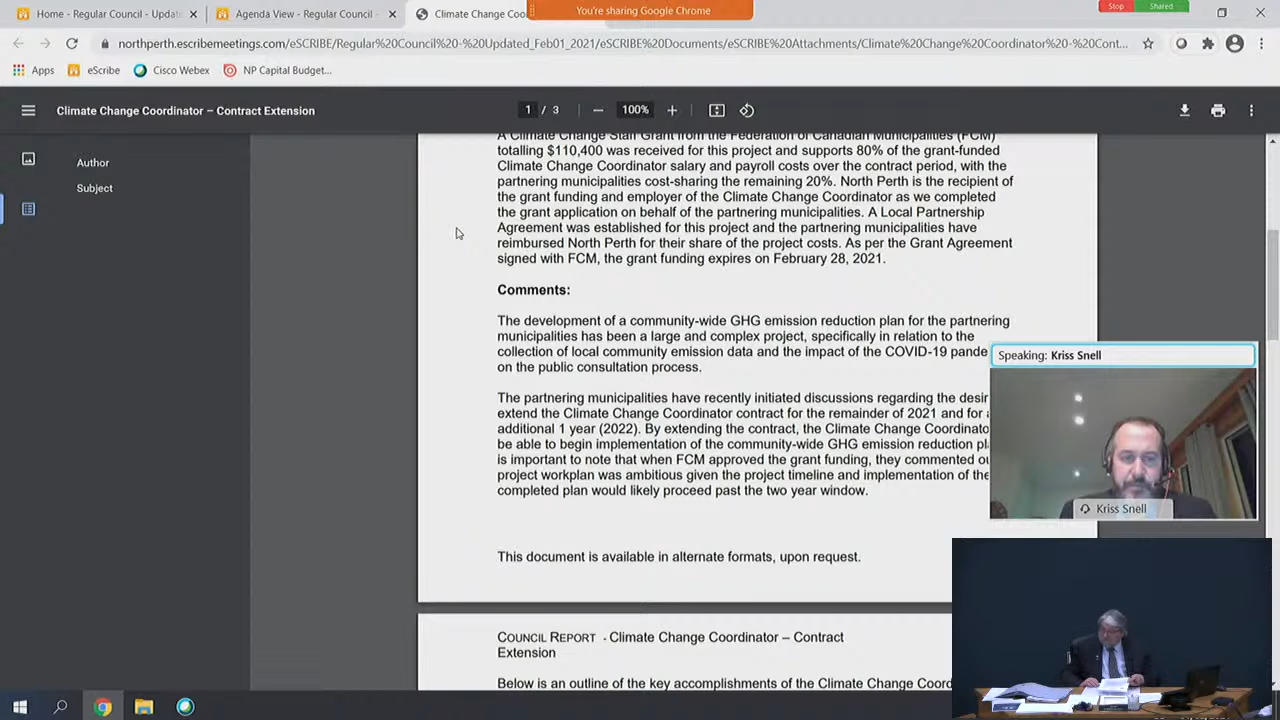 Home - Regular Council - Updat
Agenda View - Regular Council -
Climate Change Coo
You're sharing Google Chrome
Stop
Shared
northperth.escribemeetings.com/eSCRIBE/Regular%20Council%20-%20Updated_Feb01_2021/eSCRIBE%20Documents/eSCRIBE%20Attachments/Climate%20Change%20Coordinator%20-%20Cont...
Apps
eScribe
Cisco Webex
NP Capital Budget...
Climate Change Coordinator – Contract Extension
1 / 3
100%
Author
Subject
A Climate Change Staff Grant from the Federation of Canadian Municipalities (FCM)
totalling $110,400 was received for this project and supports 80% of the grant-funded
Climate Change Coordinator salary and payroll costs over the contract period, with the
partnering municipalities cost-sharing the remaining 20%. North Perth is the recipient of
the grant funding and employer of the Climate Change Coordinator as we completed
the grant application on behalf of the partnering municipalities. A Local Partnership
Agreement was established for this project and the partnering municipalities have
reimbursed North Perth for their share of the project costs. As per the Grant Agreement
signed with FCM, the grant funding expires on February 28, 2021.
Comments:
The development of a community-wide GHG emission reduction plan for the partnering
municipalities has been a large and complex project, specifically in relation to the
collection of local community emission data and the impact of the COVID-19 pande
on the public consultation process.
The partnering municipalities have recently initiated discussions regarding the desir
extend the Climate Change Coordinator contract for the remainder of 2021 and for a
additional 1 year (2022). By extending the contract, the Climate Change Coordinato
be able to begin implementation of the community-wide GHG emission reduction pl
is important to note that when FCM approved the grant funding, they commented ou
project workplan was ambitious given the project timeline and implementation of the
completed plan would likely proceed past the two year window.
This document is available in alternate formats, upon request.
COUNCIL REPORT - Climate Change Coordinator – Contract
Extension
Below is an outline of the key accomplishments of the Climate Change Coord
Speaking: Kriss Snell
Kriss Snell